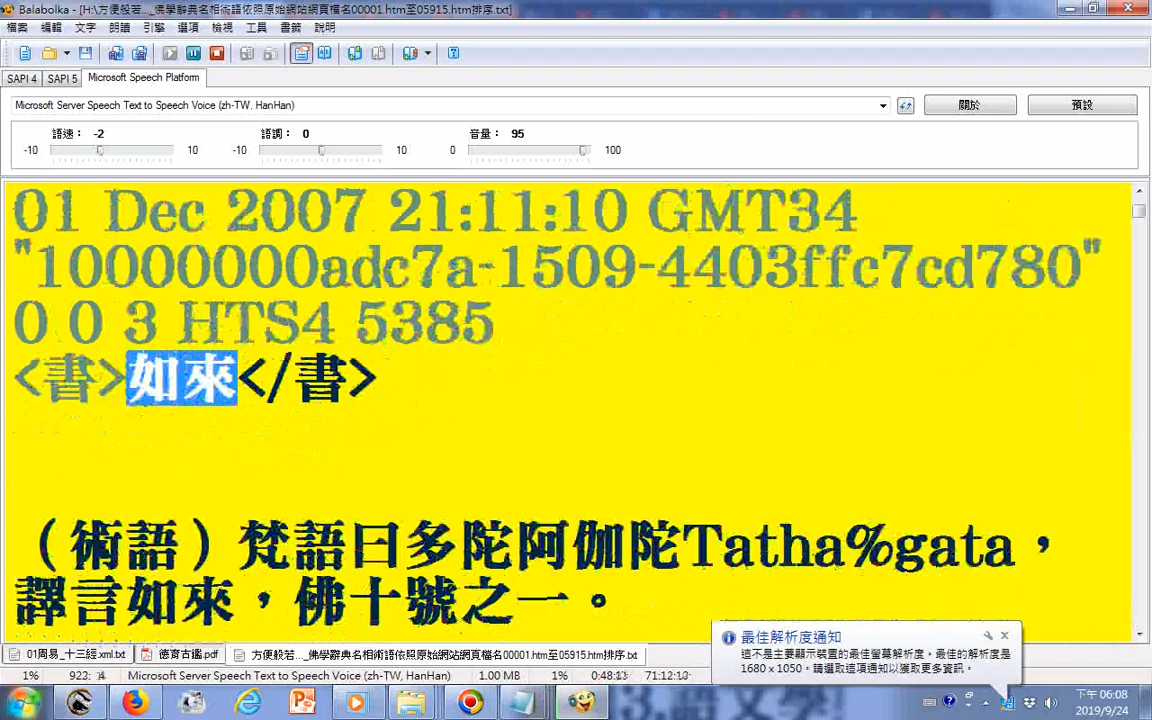 Balabolka - [H:\方便般若..._佛學辭典名相術語依照原始網站網頁檔名00001.htm至05915.htm排序.txt]
檔案 編輯 文字 朗讀 引擎 選項 檢視 工具 書籤 說明
SAPI 4 SAPI 5 Microsoft Speech Platform
Microsoft Server Speech Text to Speech Voice (zh-TW, HanHan) 關於 預設
語速： -2 語調： 0 音量： 95
-10 10 -10 10 0 100
01 Dec 2007 21:11:10 GMT34
"10000000adc7a-1509-4403ffc7cd780"
0 0 3 HTS4 5385
<書>如來</書>
（術語）梵語曰多陀阿伽陀Tatha%gata，
譯言如來，佛十號之一。
最佳解析度通知
這不是主要顯示裝置的最佳螢幕解析度。最佳的解析度是
1680 x 1050。請選取這項通知以獲取更多資訊。
01周易_十三經.xml.txt 德育古鑑.pdf 方便般若..._佛學辭典名相術語依照原始網站網頁檔名00001.htm至05915.htm排序.txt
1% 922: Microsoft Server Speech Text to Speech Voice (zh-TW, HanHan) 1.00 MB 1%
3.語文學
下午 06:08
2019/9/24